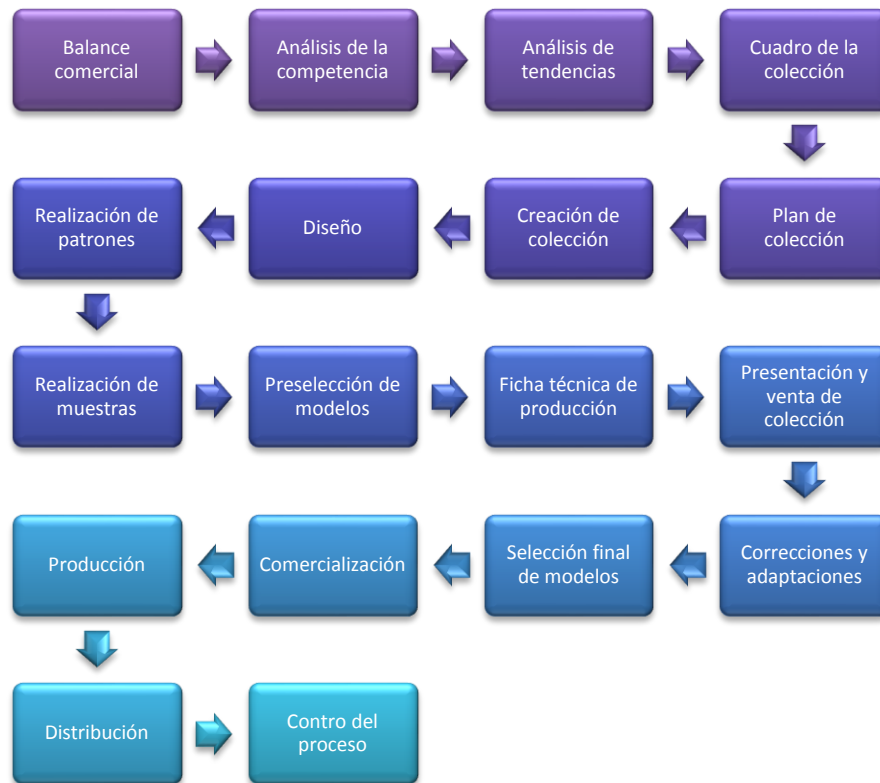 Balance
comercial
Análisis de la
competencia
Análisis de
tendencias
Cuadro de la
colección
Plan de
colección
Creación de
colección
Diseño
Realización de
patrones
Realización de
muestras
Preselección de
modelos
Ficha técnica de
producción
Presentación y
venta de
colección
Correcciones y
adaptaciones
Selección final
de modelos
Comercialización
Producción
Distribución
Contro del
proceso